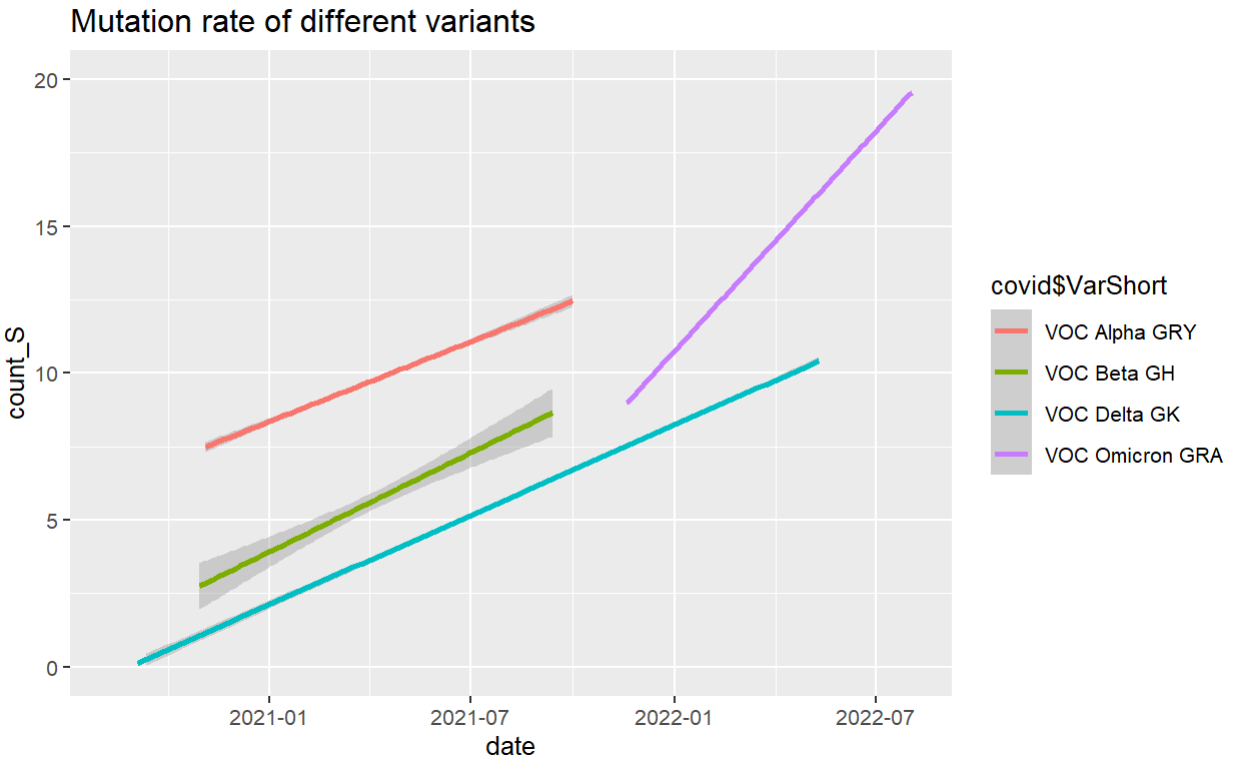 Mutation rate of different variants
20
15
10
5
0
count_S
2021-01
2021-07
2022-01
2022-07
date
covid$VarShort
VOC Alpha GRY
VOC Beta GH
VOC Delta GK
VOC Omicron GRA